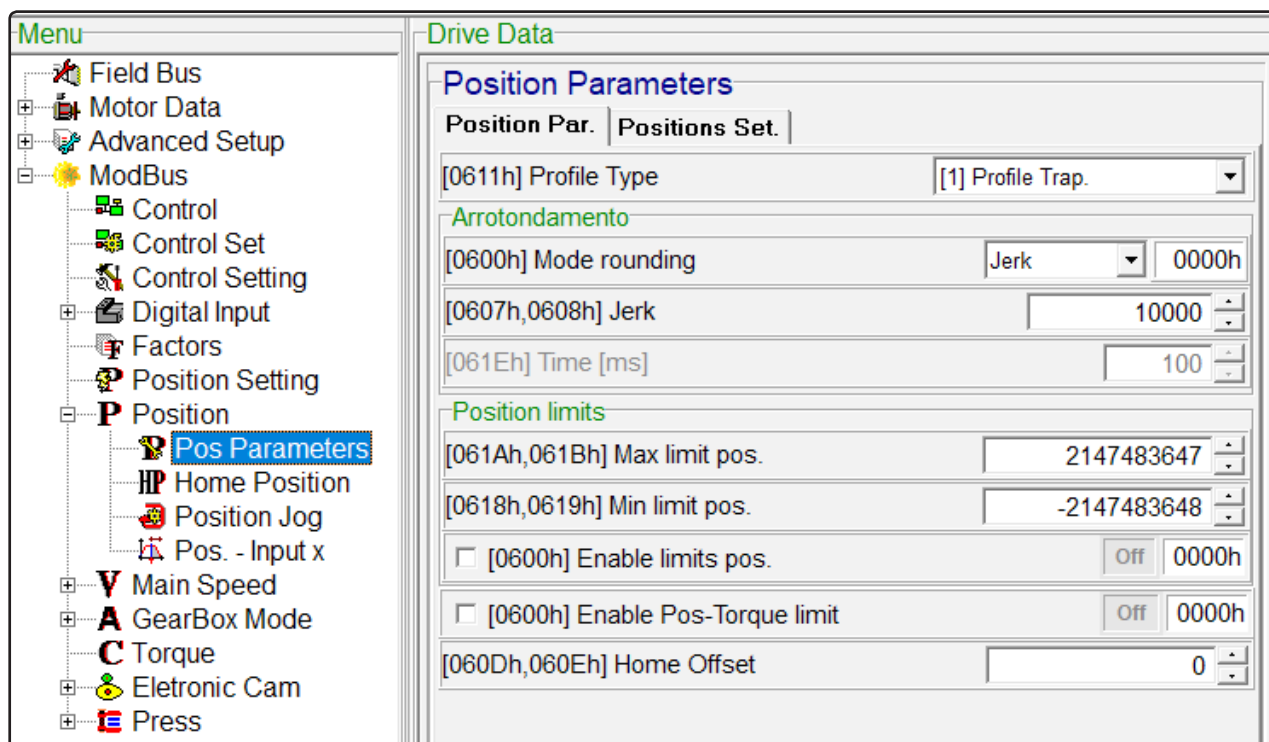 Menu
Field Bus
Motor Data
Advanced Setup
ModBus
Control
Control Set
Control Setting
Digital Input
Factors
Position Setting
P Position
Pos Parameters
HP Home Position
Position Jog
Pos. - Input x
V Main Speed
A GearBox Mode
C Torque
Eletronic Cam
Press
Drive Data
Position Parameters
Position Par. Positions Set.
[0611h] Profile Type [1] Profile Trap.
Arrotondamento
[0600h] Mode rounding Jerk 0000h
[0607h,0608h] Jerk 10000
[061Eh] Time [ms] 100
Position limits
[061Ah,061Bh] Max limit pos. 2147483647
[0618h,0619h] Min limit pos. -2147483648
[0600h] Enable limits pos. Off 0000h
[0600h] Enable Pos-Torque limit Off 0000h
[060Dh,060Eh] Home Offset 0